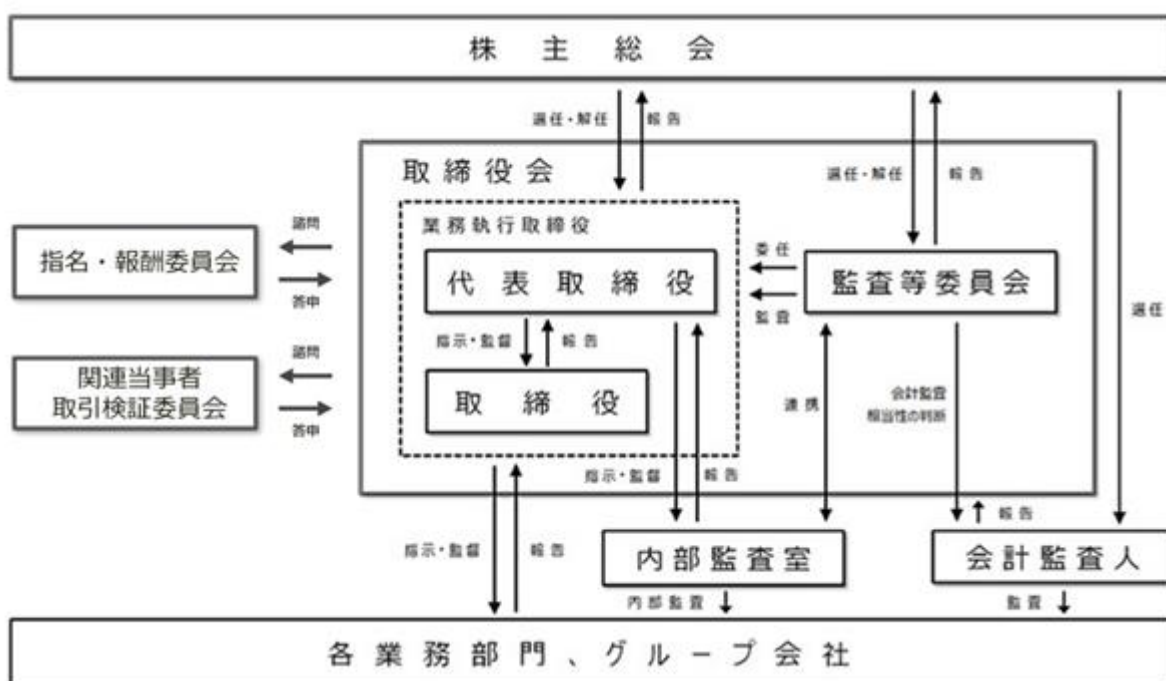 株主総会
選任・解任
報告
選任・解任
報告
選任
取締役会
業務執行取締役
代表取締役
指示・監督
報告
取締役
委任
監査
監査等委員会
諮問
指名・報酬委員会
答申
諮問
関連当事者
取引検証委員会
答申
連携
会計監査
相当性の判断
指示・監督
報告
報告
指示・監督
報告
内部監査室
会計監査人
内部監査
監査
各業務部門、グループ会社